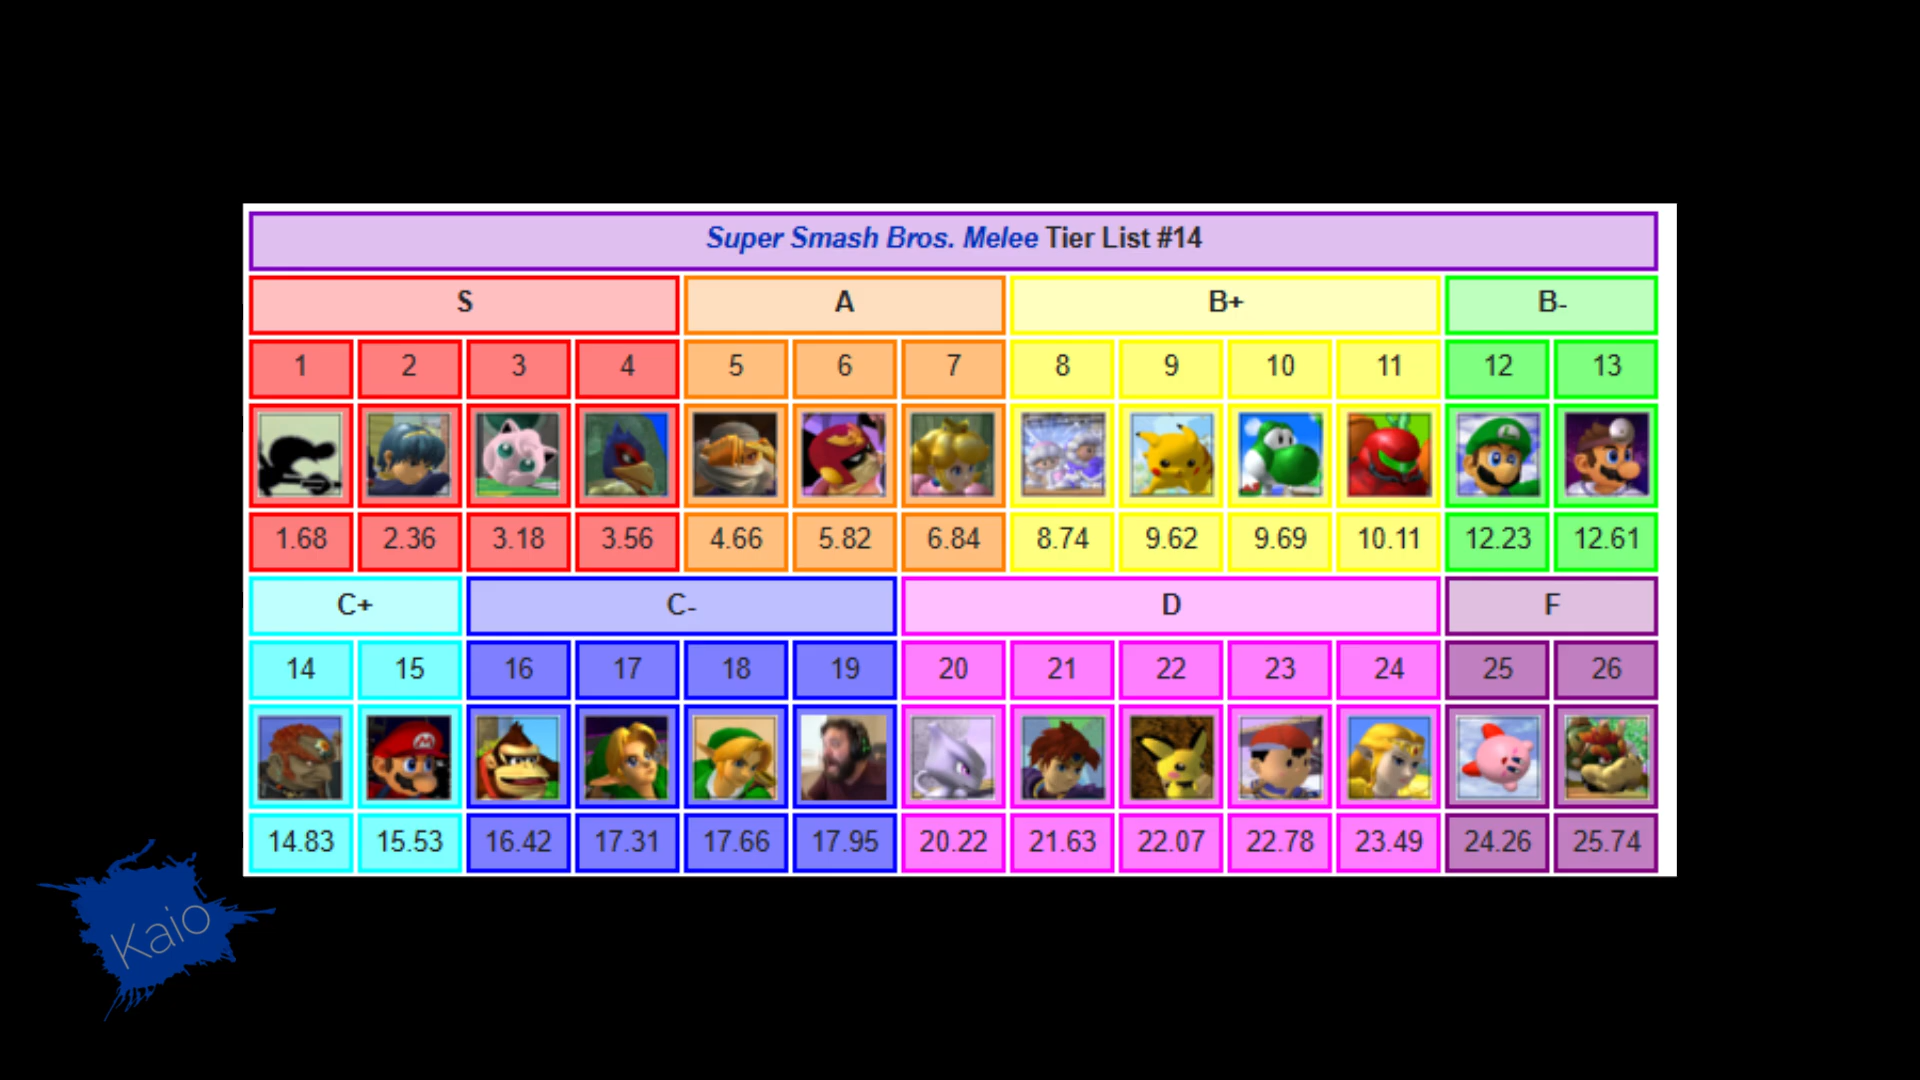 Super Smash Bros. Melee Tier List #14
S A B+ B-
1 2 3 4 5 6 7 8 9 10 11 12 13
1.68 2.36 3.18 3.56 4.66 5.82 6.84 8.74 9.62 9.69 10.11 12.23 12.61
C+ C- D F
14 15 16 17 18 19 20 21 22 23 24 25 26
14.83 15.53 16.42 17.31 17.66 17.95 20.22 21.63 22.07 22.78 23.49 24.26 25.74
Kaio